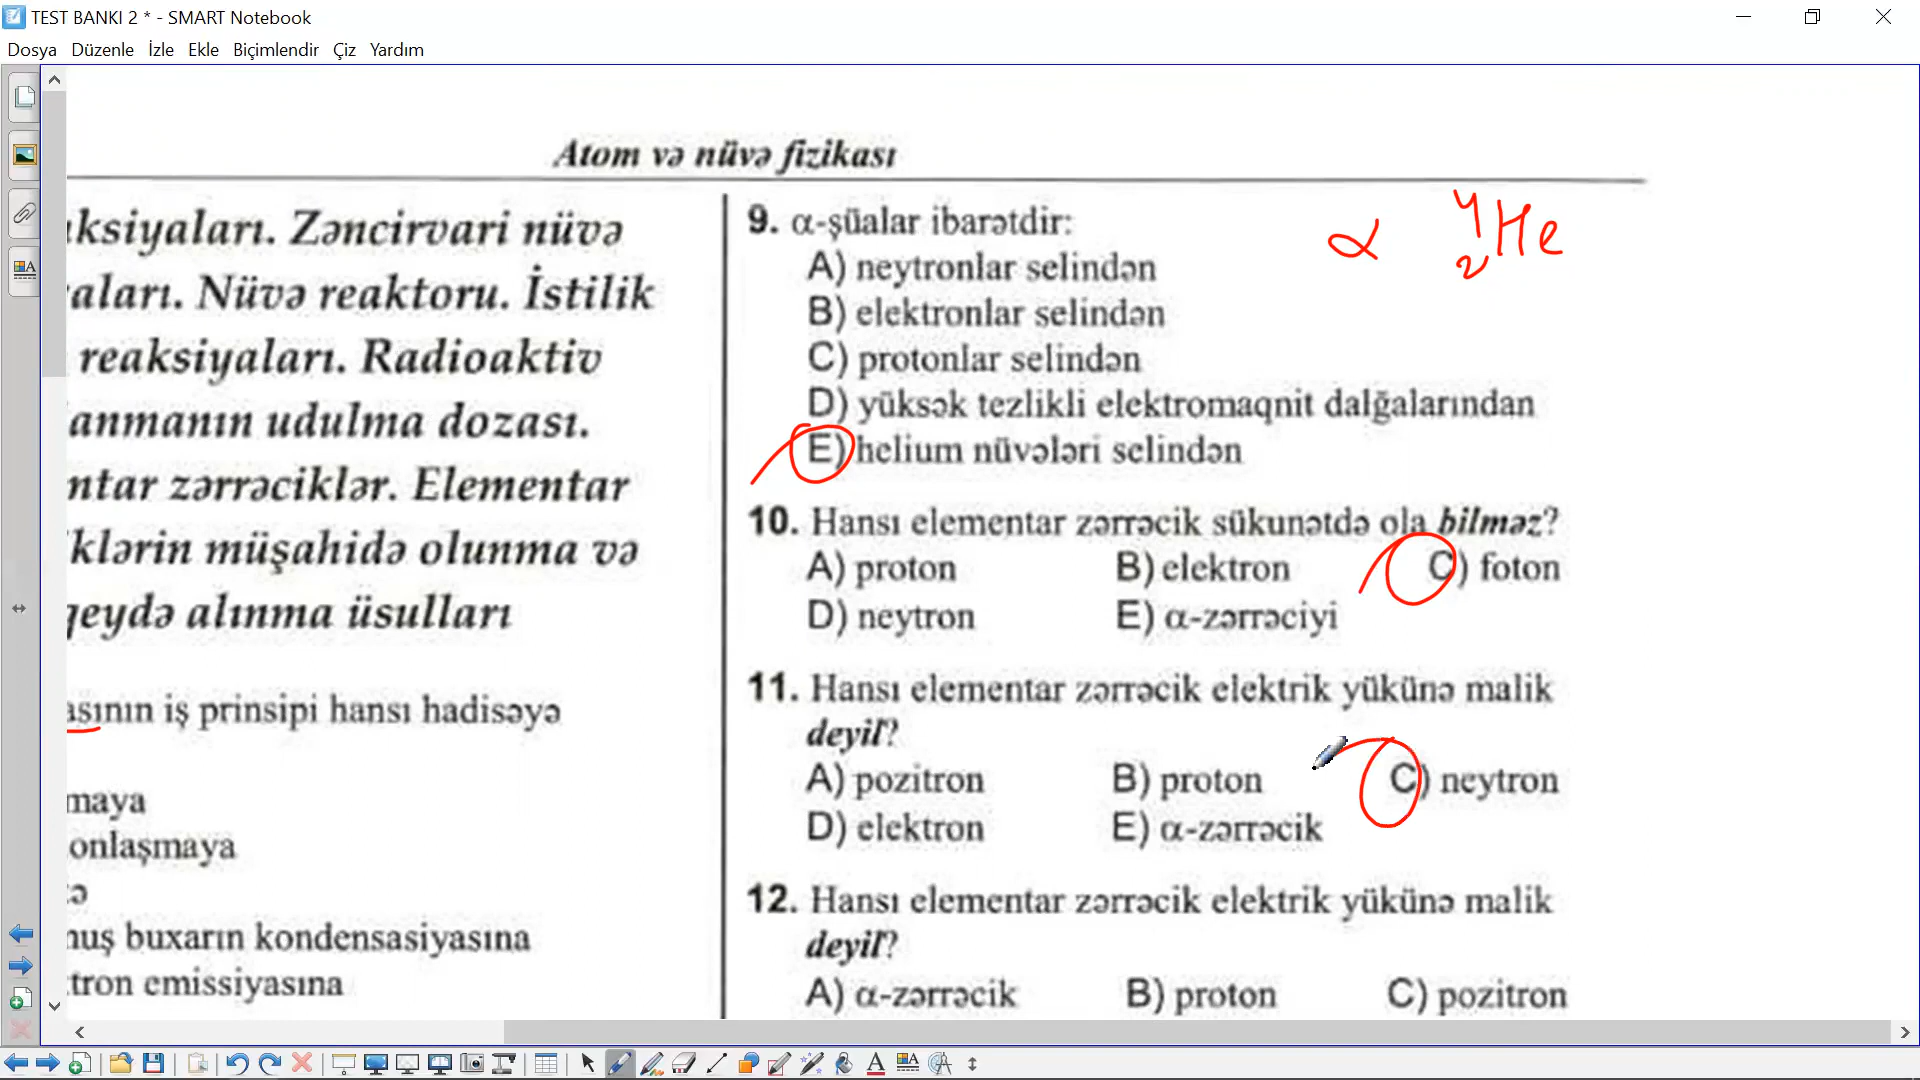 TEST BANKI 2 * - SMART Notebook
Dosya Düzenle İzle Ekle Biçimlendir Çiz Yardım
Atom və nüvə fizikası
ksiyaları. Zəncirvari nüvə
aları. Nüvə reaktoru. İstilik
reaksiyaları. Radioaktiv
anmanın udulma dozası.
ntar zərrəciklər. Elementar
klərin müşahidə olunma və
qeydə alınma üsulları
asının iş prinsipi hansı hadisəyə
maya
onlaşmaya
ə
muş buxarın kondensasiyasına
tron emissiyasına
9. α-şüalar ibarətdir:
A) neytronlar selindən
B) elektronlar selindən
C) protonlar selindən
D) yüksək tezlikli elektromaqnit dalğalarından
E) helium nüvələri selindən
α ⁴₂He
10. Hansı elementar zərrəcik sükunətdə ola bilməz?
A) proton B) elektron C) foton
D) neytron E) α-zərrəciyi
11. Hansı elementar zərrəcik elektrik yükünə malik
deyil?
A) pozitron B) proton C) neytron
D) elektron E) α-zərrəcik
12. Hansı elementar zərrəcik elektrik yükünə malik
deyil?
A) α-zərrəcik B) proton C) pozitron